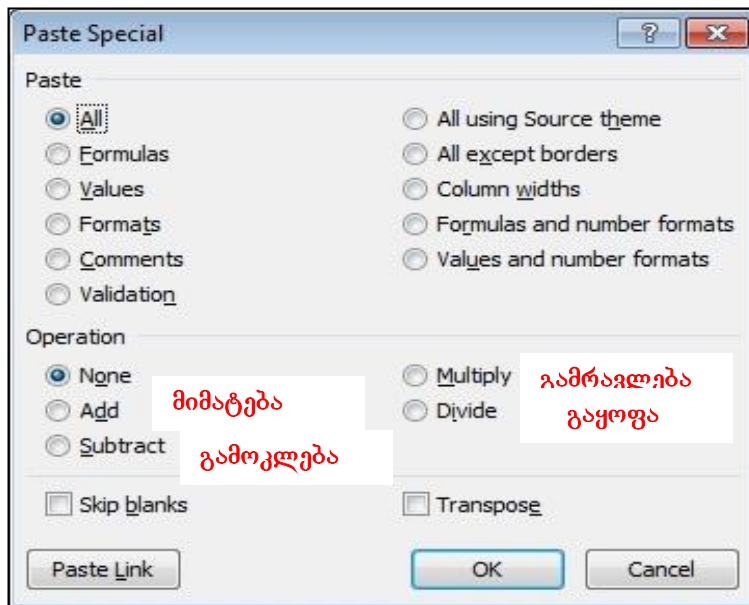 Paste Special
Paste
All
All using Source theme
Formulas
All except borders
Values
Column widths
Formats
Formulas and number formats
Comments
Values and number formats
Validation
Operation
None
Multiply
გამრავლება
Add
მიმატება
Divide
გაყოფა
Subtract
გამოკლება
Skip blanks
Transpose
Paste Link
OK
Cancel